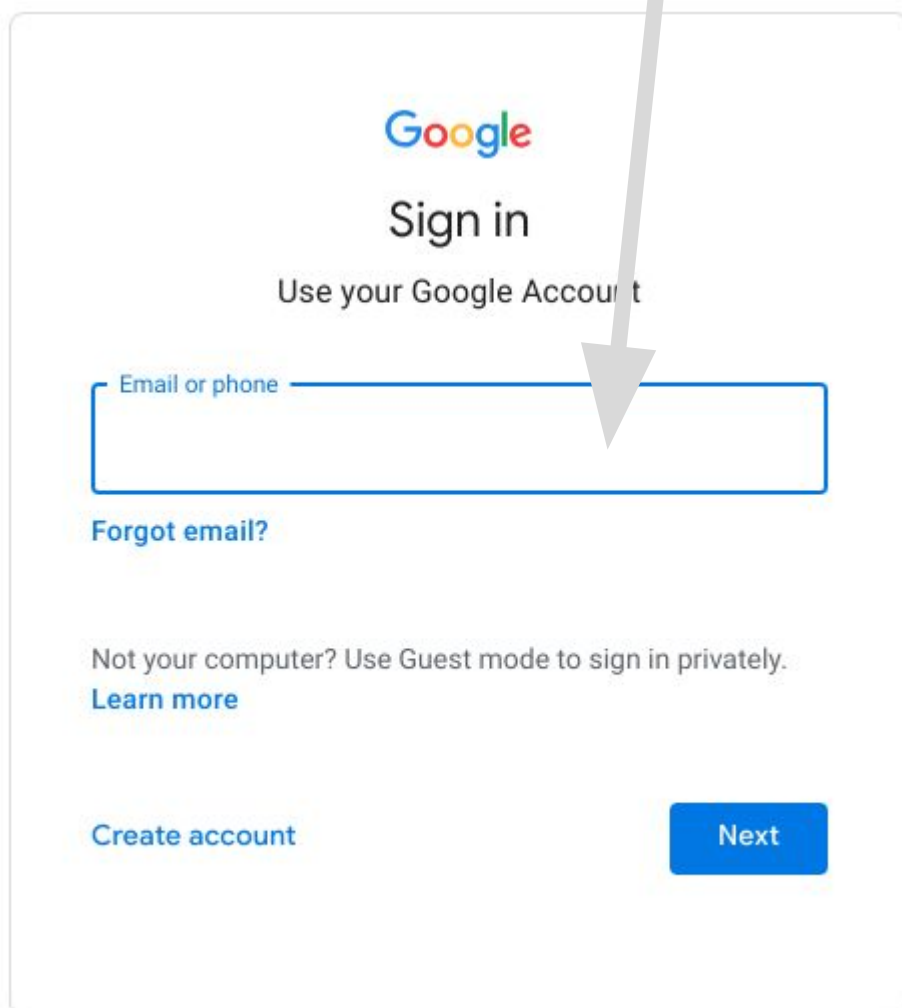 Google
Sign in
Use your Google Account
Email or phone
Forgot email?
Not your computer? Use Guest mode to sign in privately.
Learn more
Create account
Next